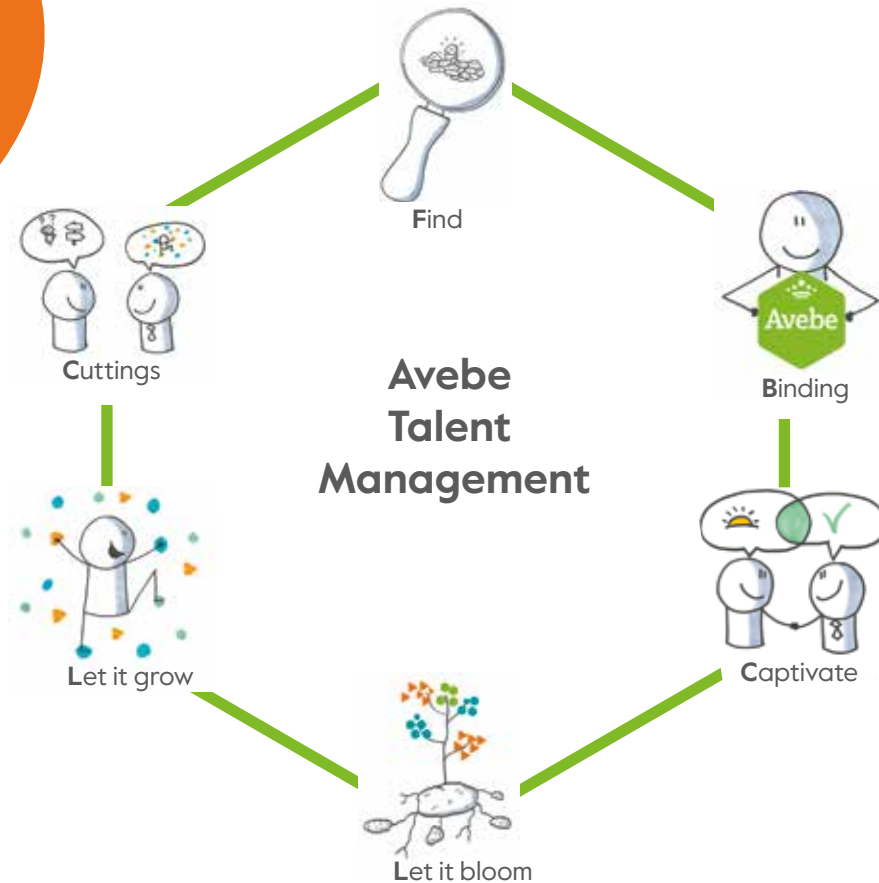 Find
Cuttings
Avebe
Binding
Avebe
Talent
Management
Let it grow
Captivate
Let it bloom